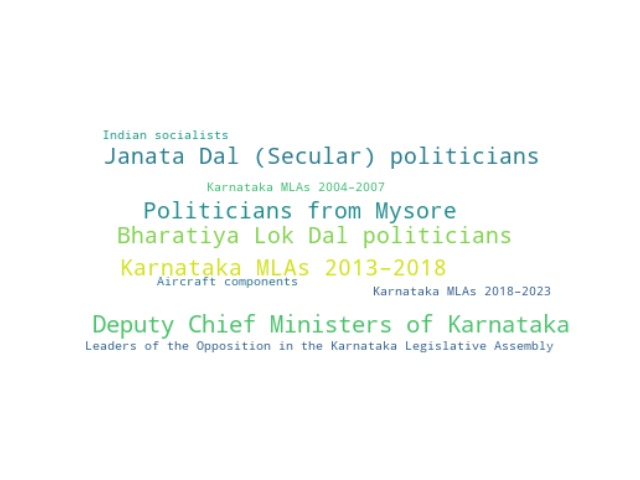 Indian socialists
Janata Dal (Secular) politicians
Karnataka MLAs 2004–2007
Politicians from Mysore
Bharatiya Lok Dal politicians
Karnataka MLAs 2013–2018
Aircraft components
Karnataka MLAs 2018–2023
Deputy Chief Ministers of Karnataka
Leaders of the Opposition in the Karnataka Legislative Assembly